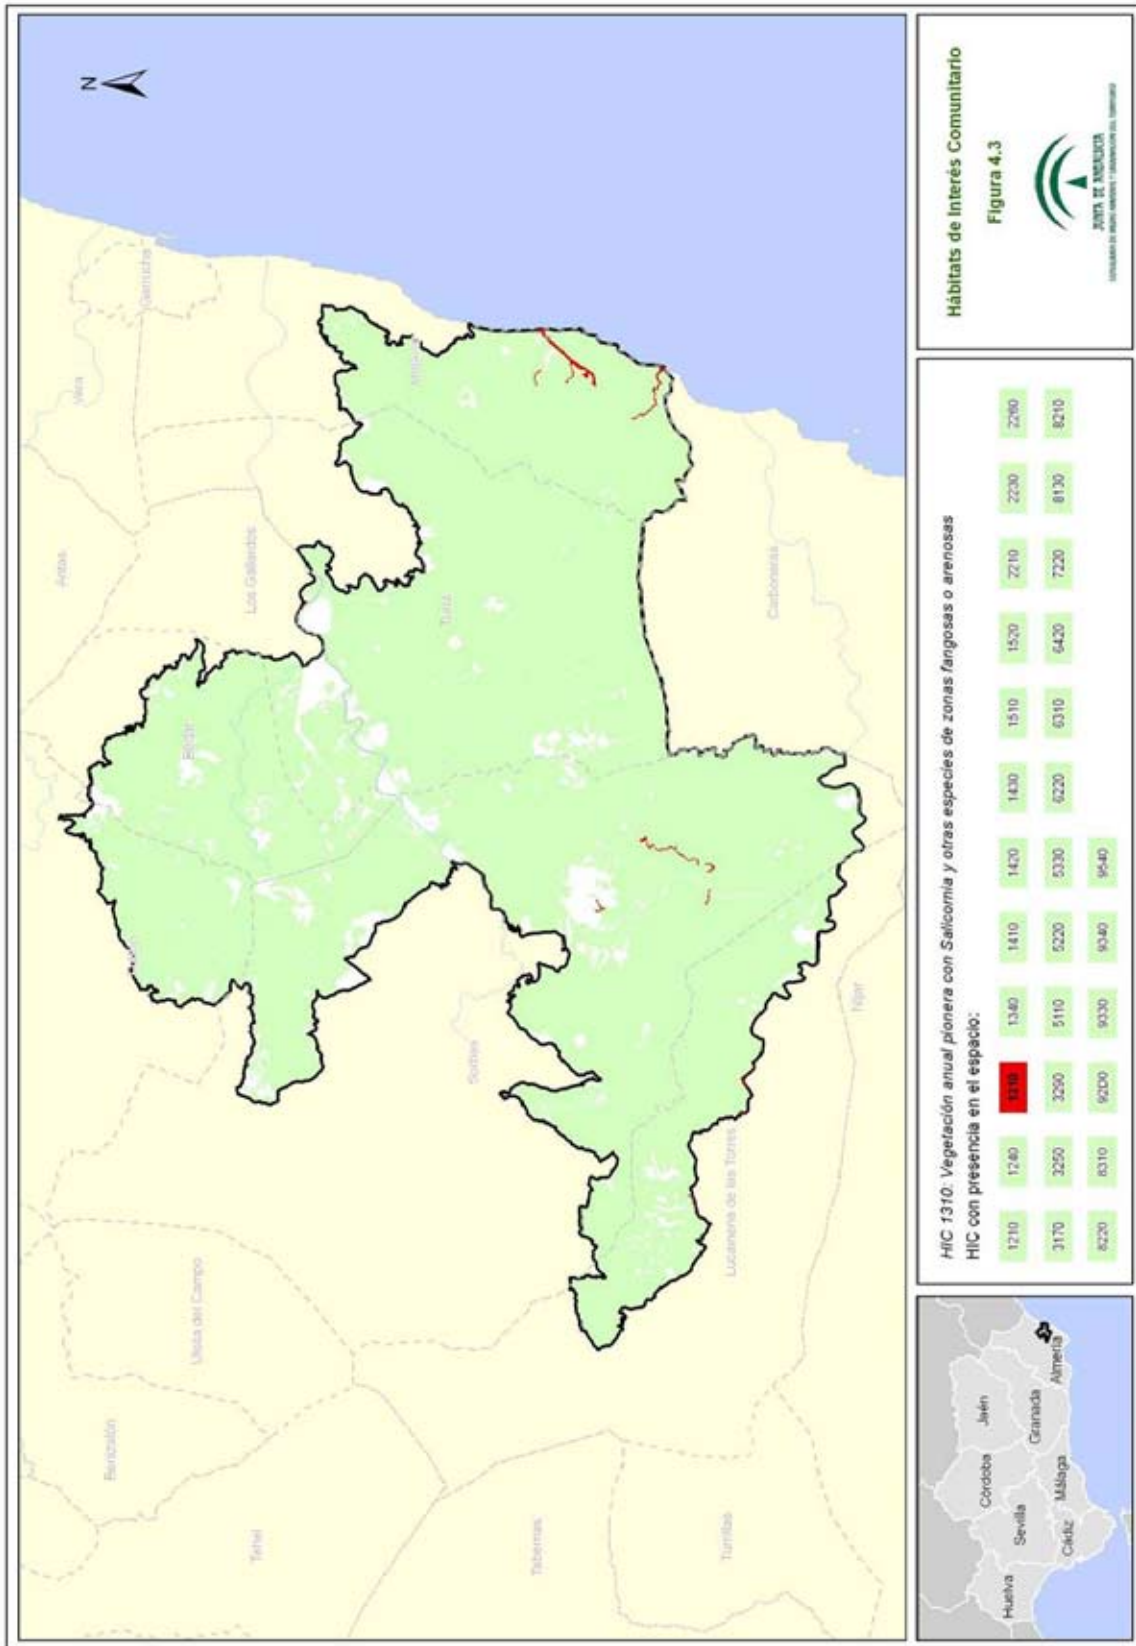 N
Vera
Garrucha
Antas
Los Gallardos
Bédar
Turre
Carboneras
Sorbas
Níjar
Lucainena de las Torres
Uleila del Campo
Benizalón
Tahal
Tabernas
Turrillas
Huelva
Sevilla
Córdoba
Jaén
Cádiz
Málaga
Granada
Almería
HIC 1310: Vegetación anual pionera con Salicornia y otras especies de zonas fangosas o arenosas
HIC con presencia en el espacio:
1210 1240 1310 1340 1410 1420 1430 1510 1520 2210 2230 2260
3170 3250 3290 5110 5220 5330 6220 6310 6420 7220 8130 8210
8220 8310 92D0 9330 9340 9540
Hábitats de Interés Comunitario
Figura 4.3
JUNTA DE ANDALUCIA